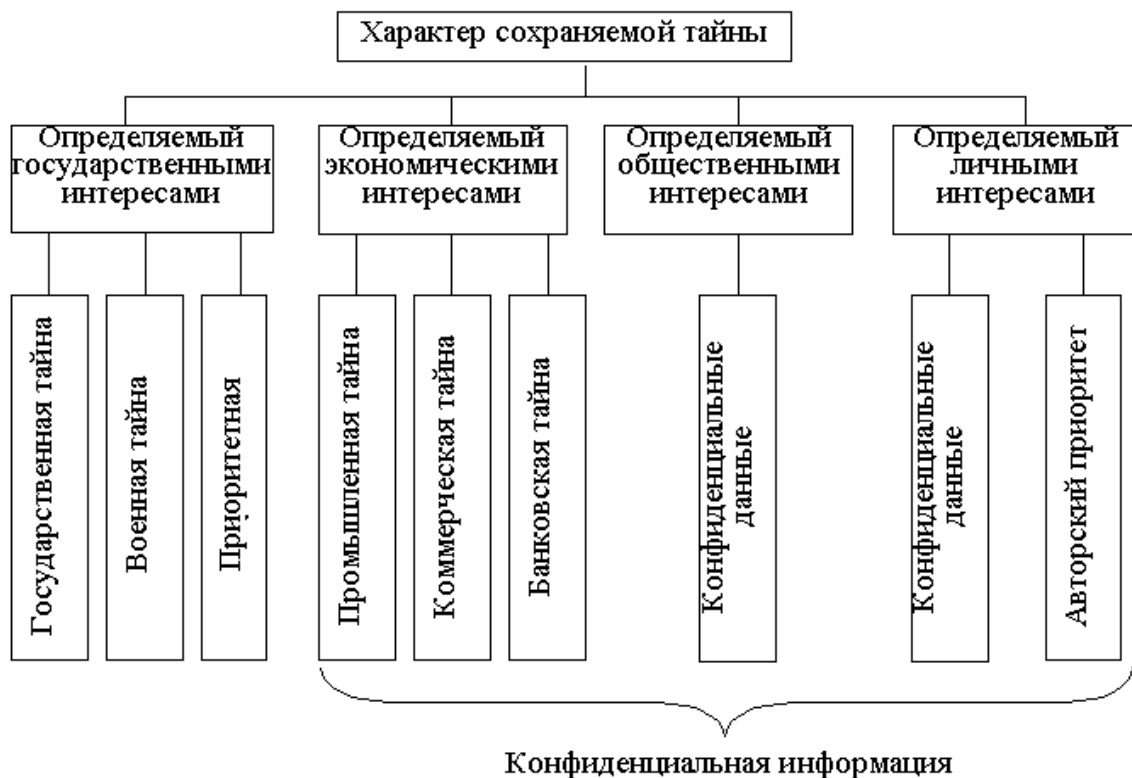 Характер сохраняемой тайны
Определяемый
государственными
интересами
Определяемый
экономическими
интересами
Определяемый
общественными
интересами
Определяемый
личными
интересами
Государственная тайна
Военная тайна
Приоритетная
Промышленная тайна
Коммерческая тайна
Банковская тайна
Конфиденциальные
данные
Конфиденциальные
данные
Авторский приоритет
Конфиденциальная информация